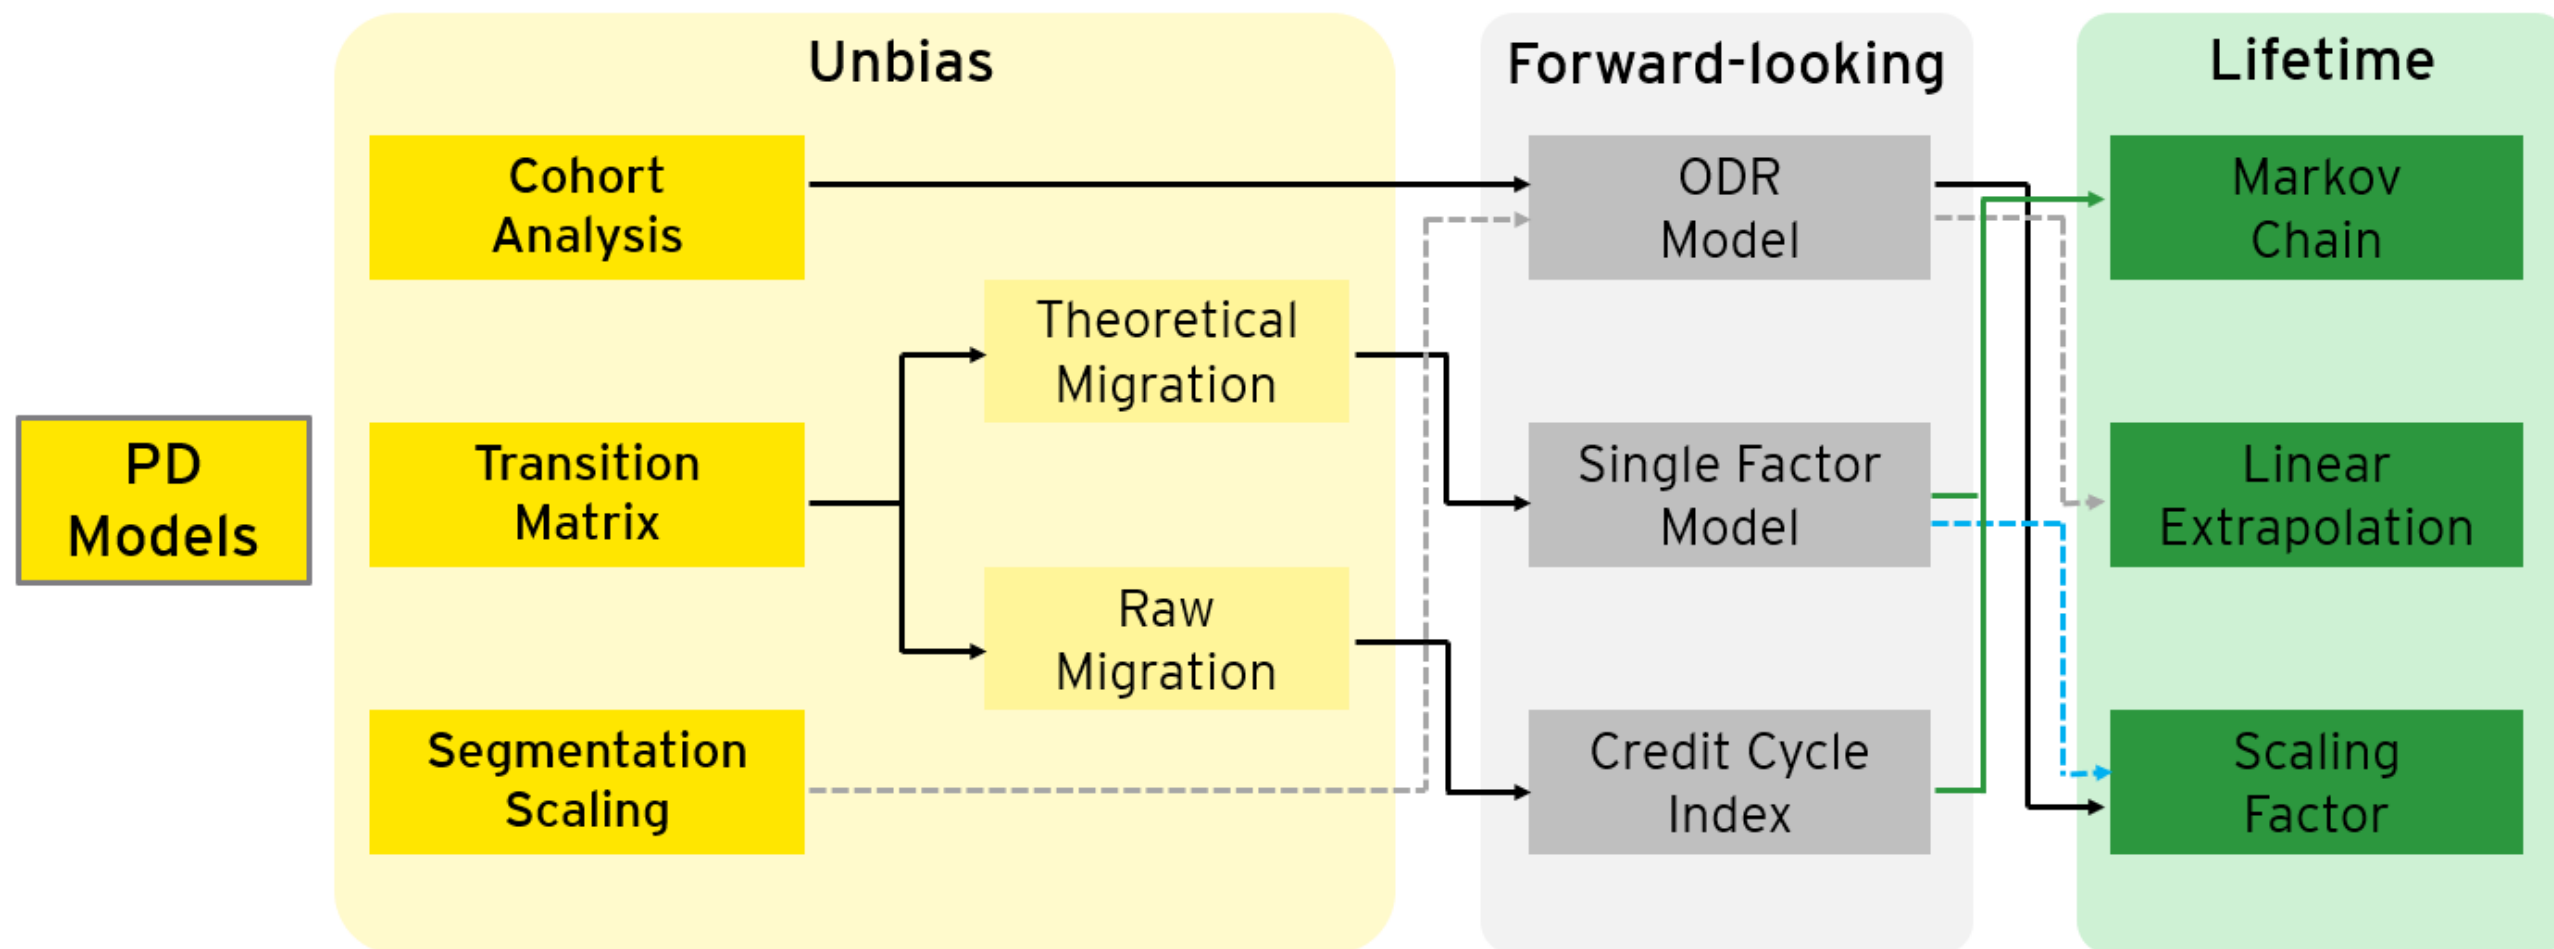 Unbias
Forward-looking
Lifetime
Cohort
Analysis
ODR
Model
Markov
Chain
Theoretical
Migration
PD
Models
Transition
Matrix
Single Factor
Model
Linear
Extrapolation
Raw
Migration
Segmentation
Scaling
Credit Cycle
Index
Scaling
Factor